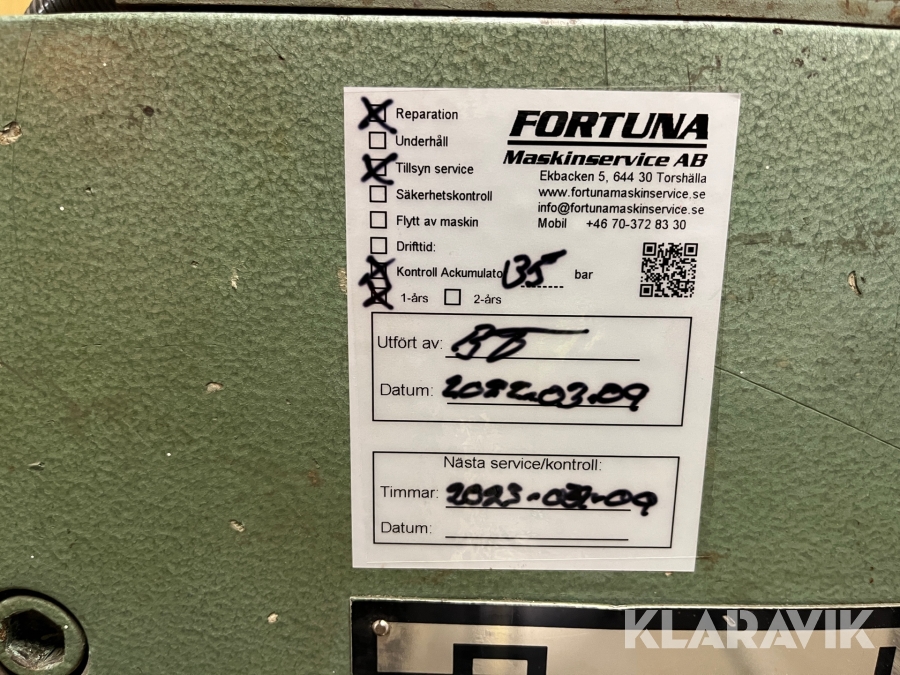 Reparation
Underhåll
Tillsyn service
Säkerhetskontroll
Flytt av maskin
Drifttid:
Kontroll Ackumulato 135 bar
1-års 2-års
FORTUNA
Maskinservice AB
Ekbacken 5, 644 30 Torshälla
www.fortunamaskinservice.se
info@fortunamaskinservice.se
Mobil +46 70-372 83 30
Utfört av:
Datum: 2022.03.09
Nästa service/kontroll:
Timmar: 2023-03-09
Datum:
KLARAVIK